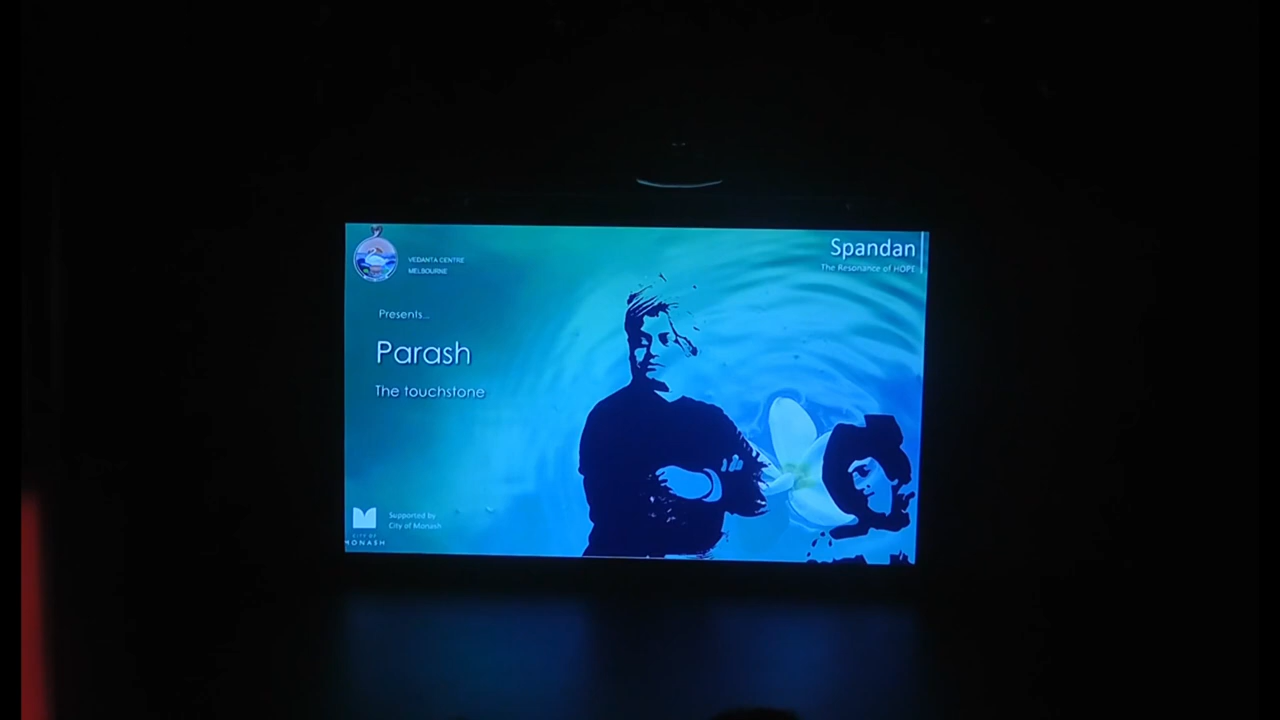 VEDANTA CENTRE
MELBOURNE
Spandan
The Resonance of HOPE
Presents...
Parash
The touchstone
Supported by
City of Monash
CITY OF
MONASH